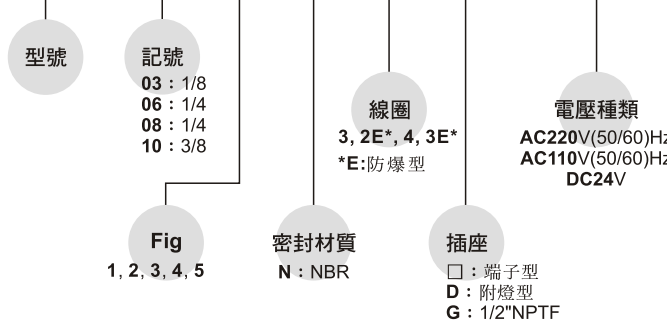 型號
記號
03：1/8
06：1/4
08：1/4
10：3/8
線圈
3, 2E*, 4, 3E*
*E:防爆型
電壓種類
AC220V(50/60)Hz
AC110V(50/60)Hz
DC24V
Fig
1, 2, 3, 4, 5
密封材質
N：NBR
插座
□：端子型
D：附燈型
G：1/2"NPTF